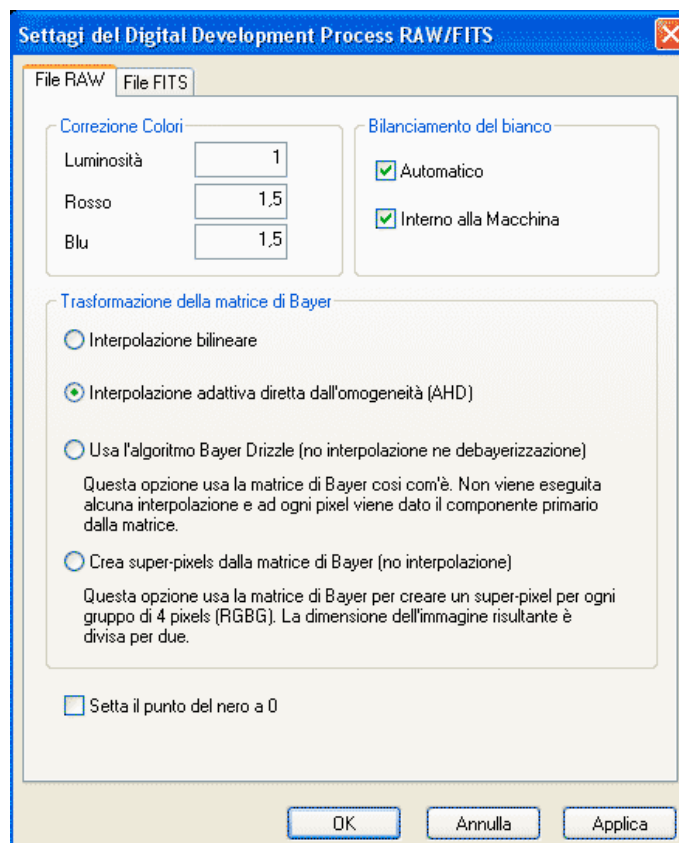 Settagi del Digital Development Process RAW/FITS
File RAW
File FITS
Correzione Colori
Luminosità
1
Rosso
1,5
Blu
1,5
Bilanciamento del bianco
Automatico
Interno alla Macchina
Trasformazione della matrice di Bayer
Interpolazione bilineare
Interpolazione adattiva diretta dall'omogeneità (AHD)
Usa l'algoritmo Bayer Drizzle (no interpolazione ne debayerizzazione)
Questa opzione usa la matrice di Bayer cosi com'è. Non viene eseguita
alcuna interpolazione e ad ogni pixel viene dato il componente primario
dalla matrice.
Crea super-pixels dalla matrice di Bayer (no interpolazione)
Questa opzione usa la matrice di Bayer per creare un super-pixel per ogni
gruppo di 4 pixels (RGBG). La dimensione dell'immagine risultante è
divisa per due.
Setta il punto del nero a 0
OK
Annulla
Applica